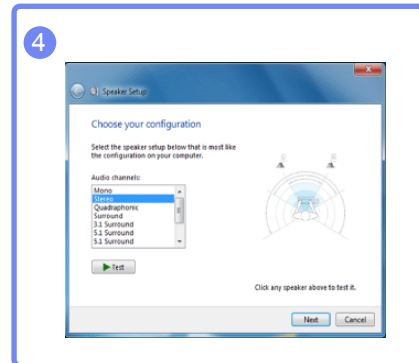 4
Speaker Setup
Choose your configuration
Select the speaker setup below that is most like
the configuration on your computer.
Audio channels:
Mono
Stereo
Quadraphonic
Surround
3.1 Surround
5.1 Surround
5.1 Surround
Test
Click any speaker above to test it.
Next
Cancel